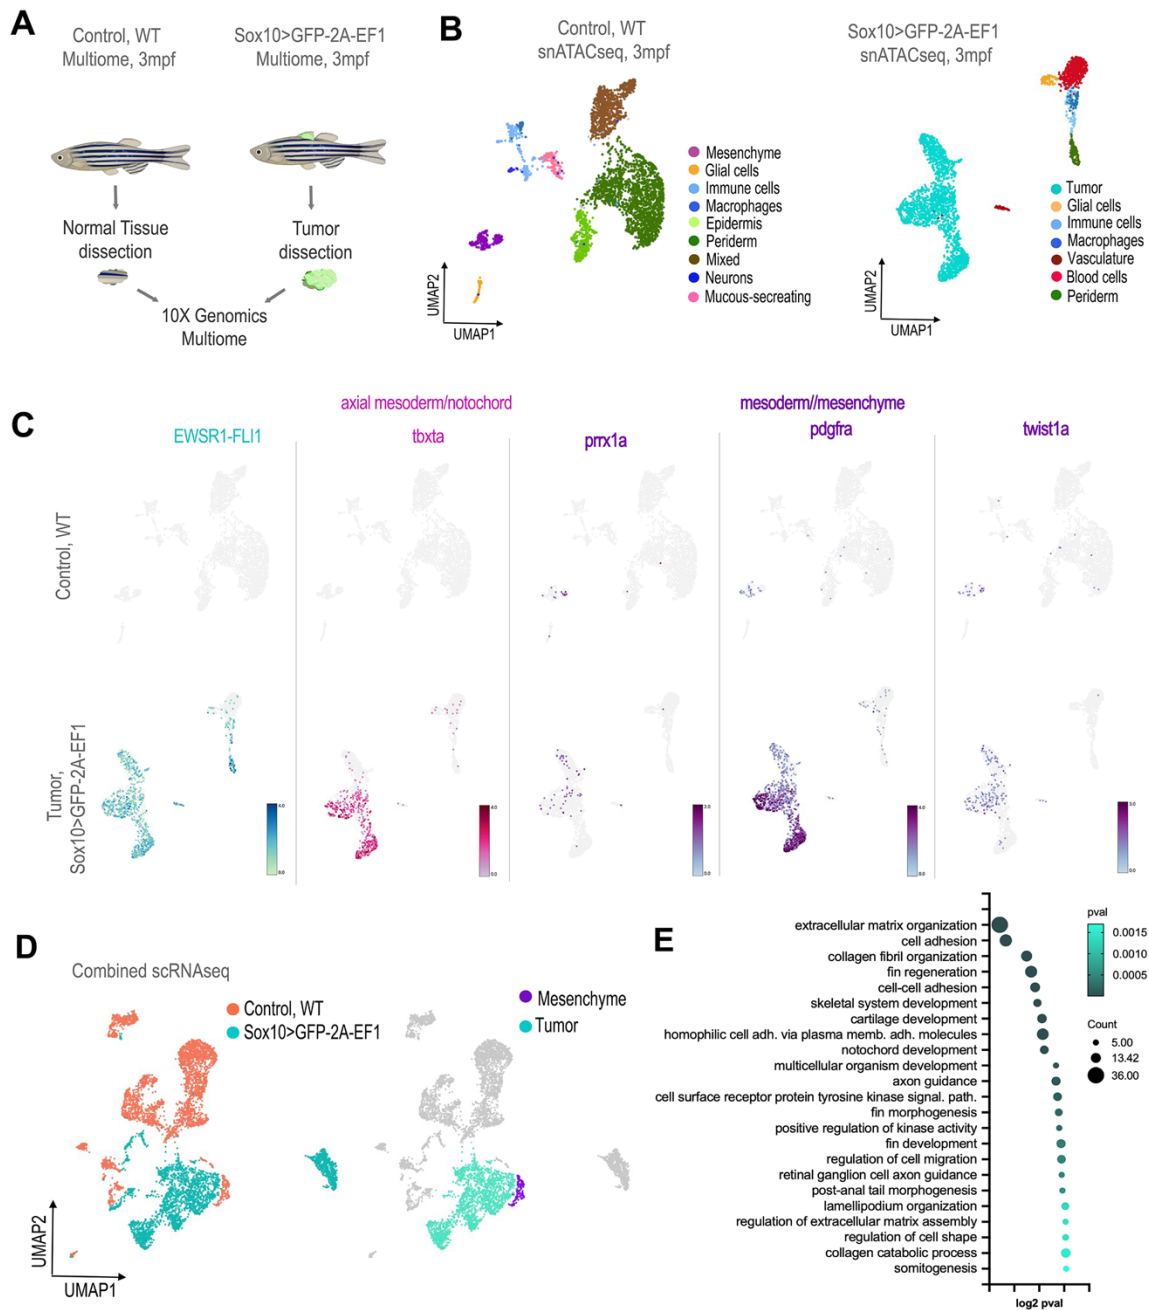 A
Control, WT
Multiome, 3mpf
Sox10>GFP-2A-EF1
Multiome, 3mpf
Normal Tissue
dissection
Tumor
dissection
10X Genomics
Multiome
B
Control, WT
snATACseq, 3mpf
Mesenchyme
Glial cells
Immune cells
Macrophages
Epidermis
Periderm
Mixed
Neurons
Mucous-secreating
UMAP2
UMAP1
Sox10>GFP-2A-EF1
snATACseq, 3mpf
Tumor
Glial cells
Immune cells
Macrophages
Vasculature
Blood cells
Periderm
UMAP2
UMAP1
C
axial mesoderm/notochord
mesoderm//mesenchyme
EWSR1-FLI1
tbxta
prrx1a
pdgfra
twist1a
Control, WT
Tumor,
Sox10>GFP-2A-EF1
D
Combined scRNAseq
Control, WT
Sox10>GFP-2A-EF1
Mesenchyme
Tumor
UMAP2
UMAP1
E
extracellular matrix organization
cell adhesion
collagen fibril organization
fin regeneration
cell-cell adhesion
skeletal system development
cartilage development
homophilic cell adh. via plasma memb. adh. molecules
notochord development
multicellular organism development
axon guidance
cell surface receptor protein tyrosine kinase signal. path.
fin morphogenesis
positive regulation of kinase activity
fin development
regulation of cell migration
retinal ganglion cell axon guidance
post-anal tail morphogenesis
lamellipodium organization
regulation of extracellular matrix assembly
regulation of cell shape
collagen catabolic process
somitogenesis
log2 pval
pval
0.0015
0.0010
0.0005
Count
5.00
13.42
36.00